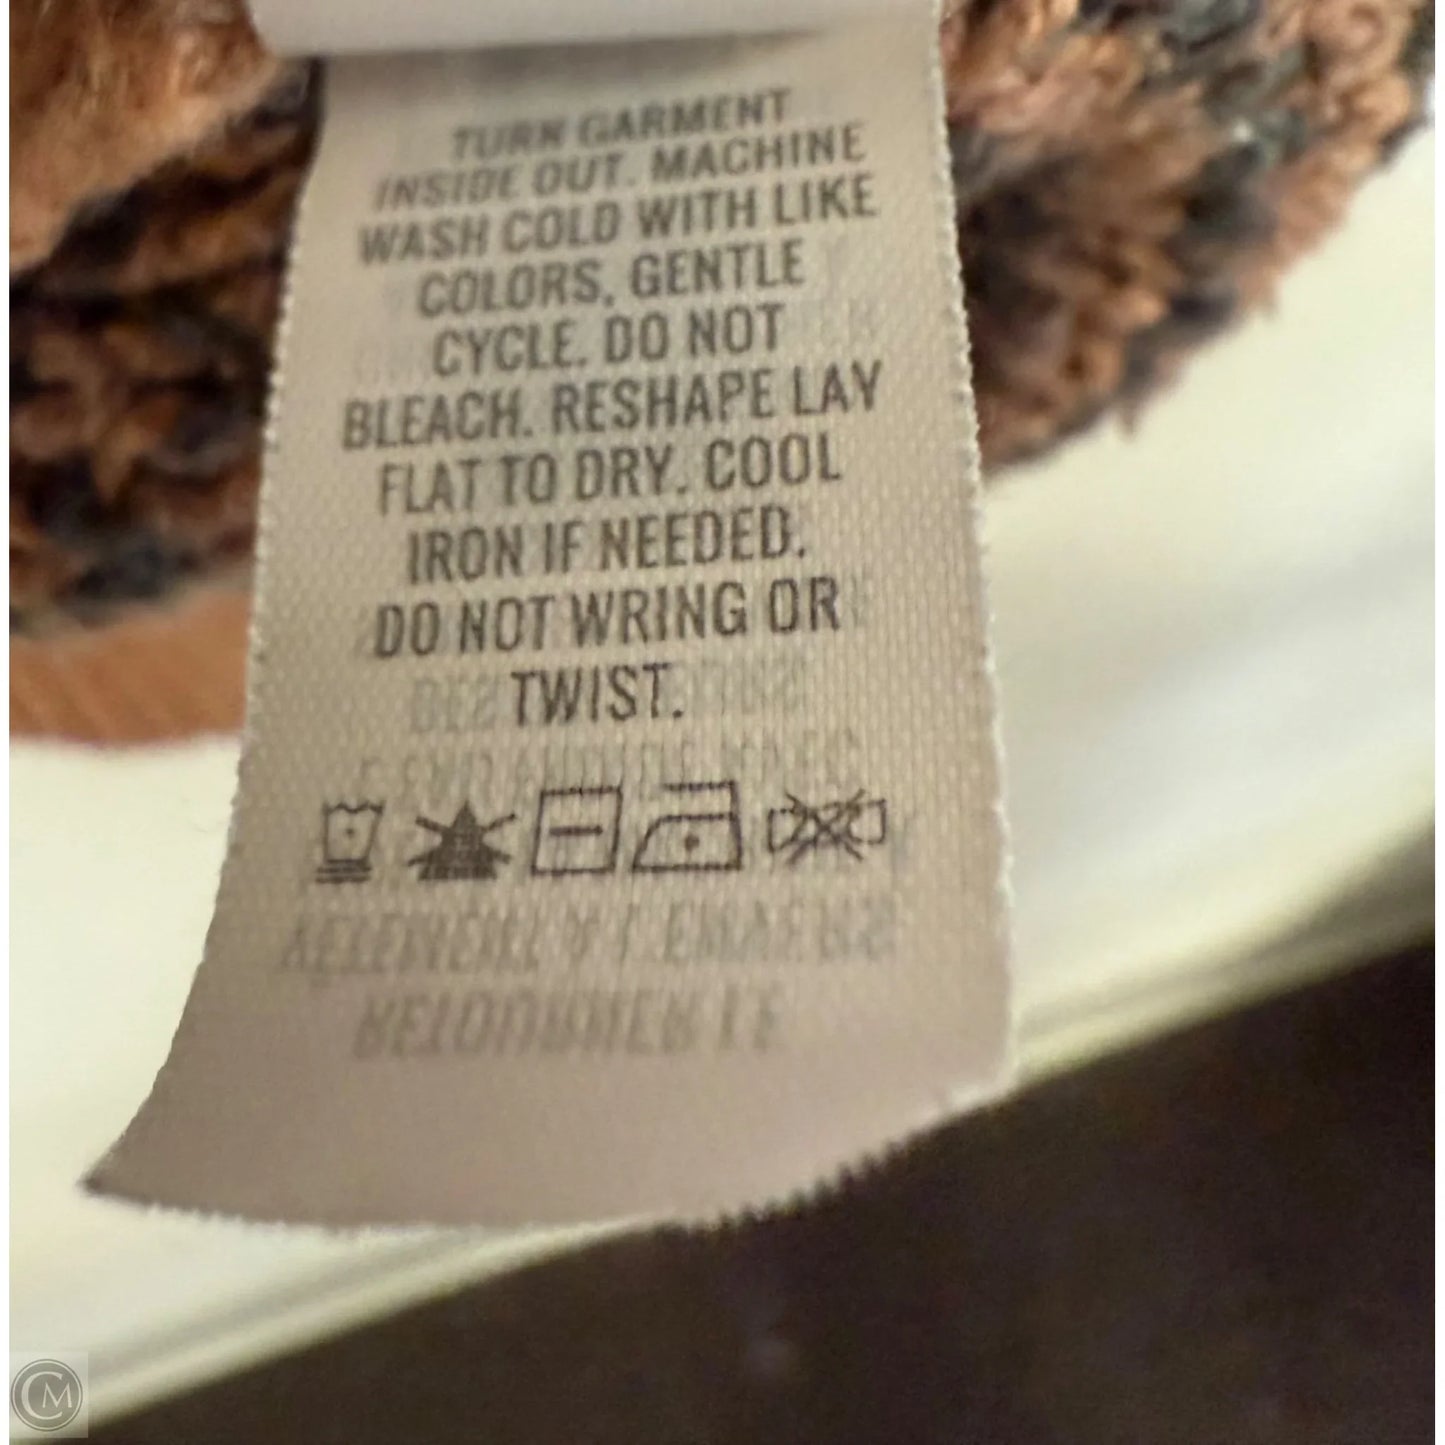 TURN GARMENT
INSIDE OUT. MACHINE
WASH COLD WITH LIKE
COLORS, GENTLE
CYCLE. DO NOT
BLEACH. RESHAPE LAY
FLAT TO DRY. COOL
IRON IF NEEDED.
DO NOT WRING OR
TWIST.
CM